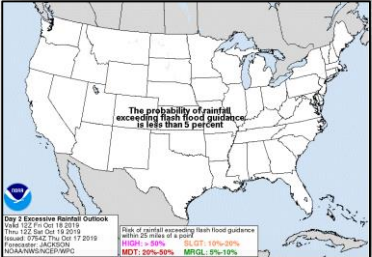 The probability of rainfall
exceeding flash flood guidance
is less than 5 percent
Day 2 Excessive Rainfall Outlook
Valid 12Z Fri Oct 18 2019
Thru 12Z Sat Oct 19 2019
Issued: 0754Z Thu Oct 17 2019
Forecaster: JACKSON
NOAA/NWS/NCEP/WPC
Risk of rainfall exceeding flash flood guidance
within 25 miles of a point
HIGH: > 50% SLGT: 10%-20%
MDT: 20%-50% MRGL: 5%-10%